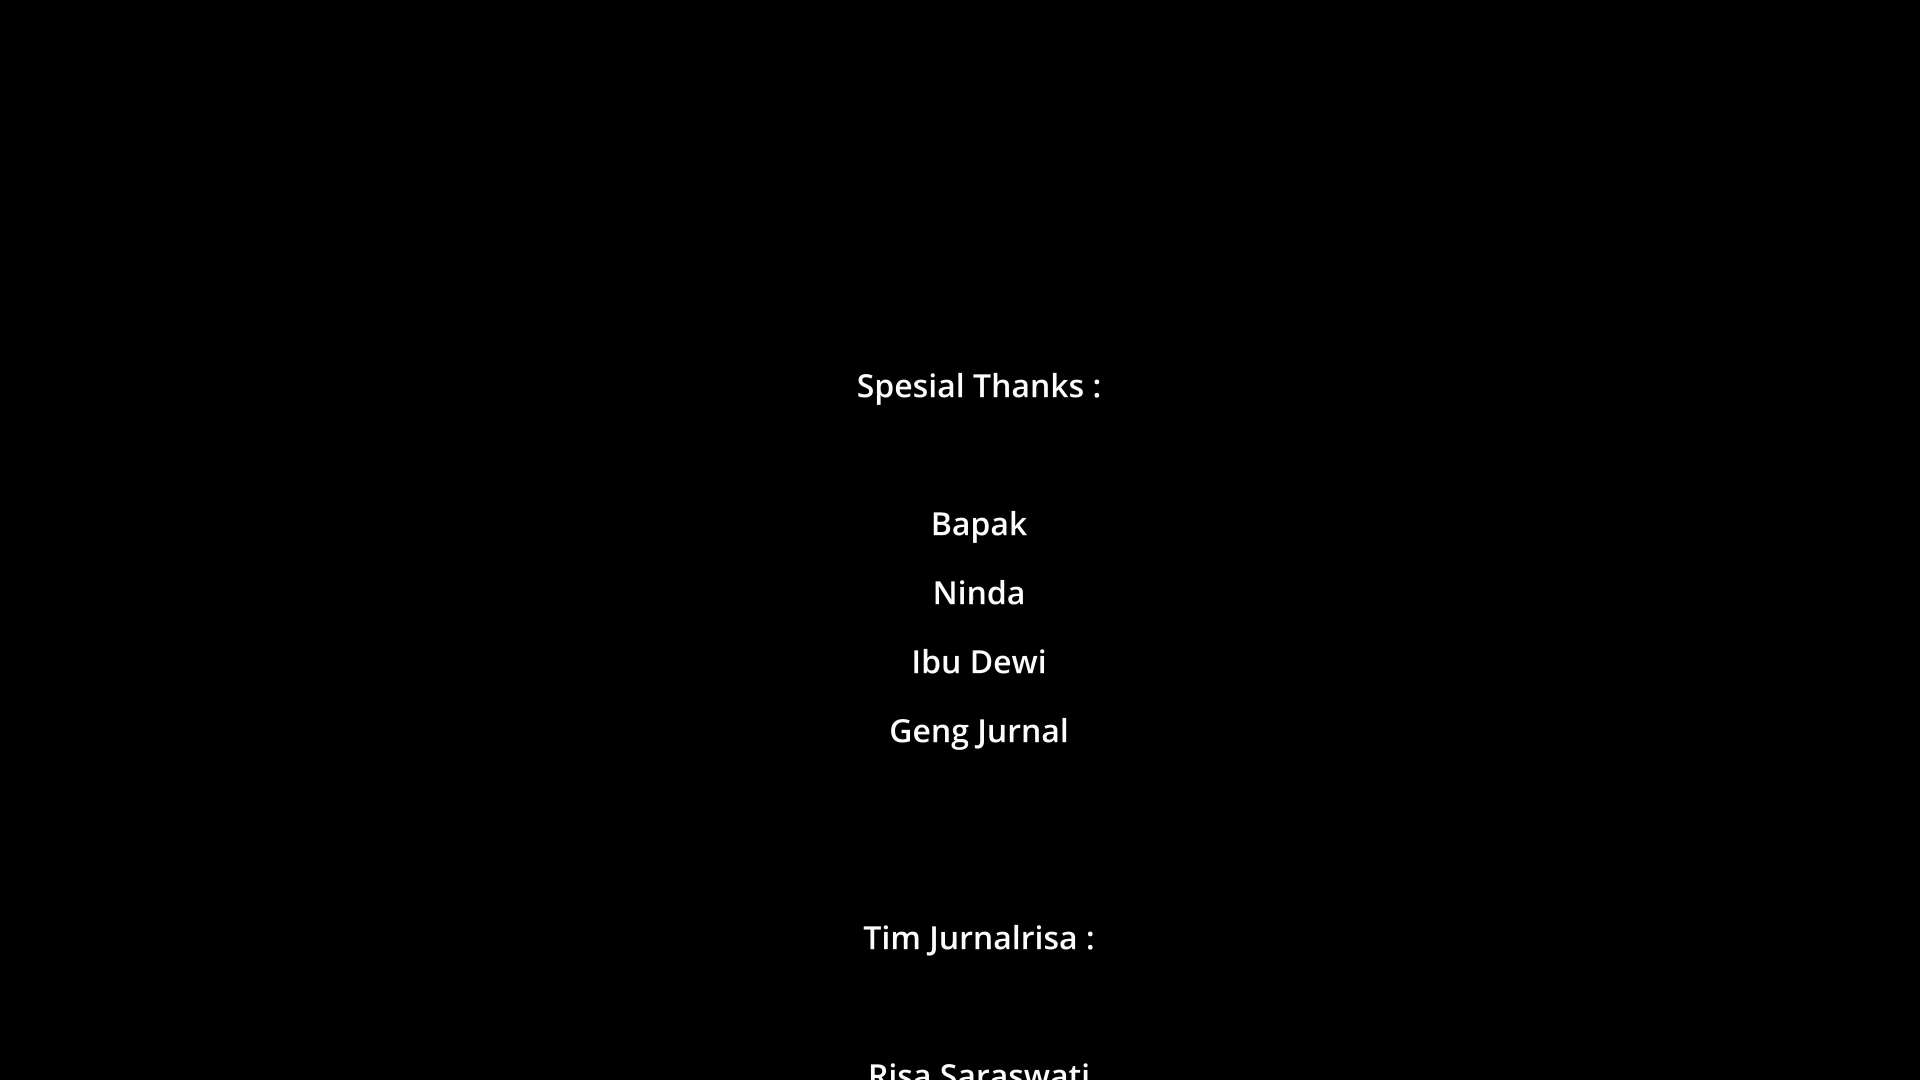 Spesial Thanks :
Bapak
Ninda
Ibu Dewi
Geng Jurnal
Tim Jurnalrisa :
Risa Saraswati